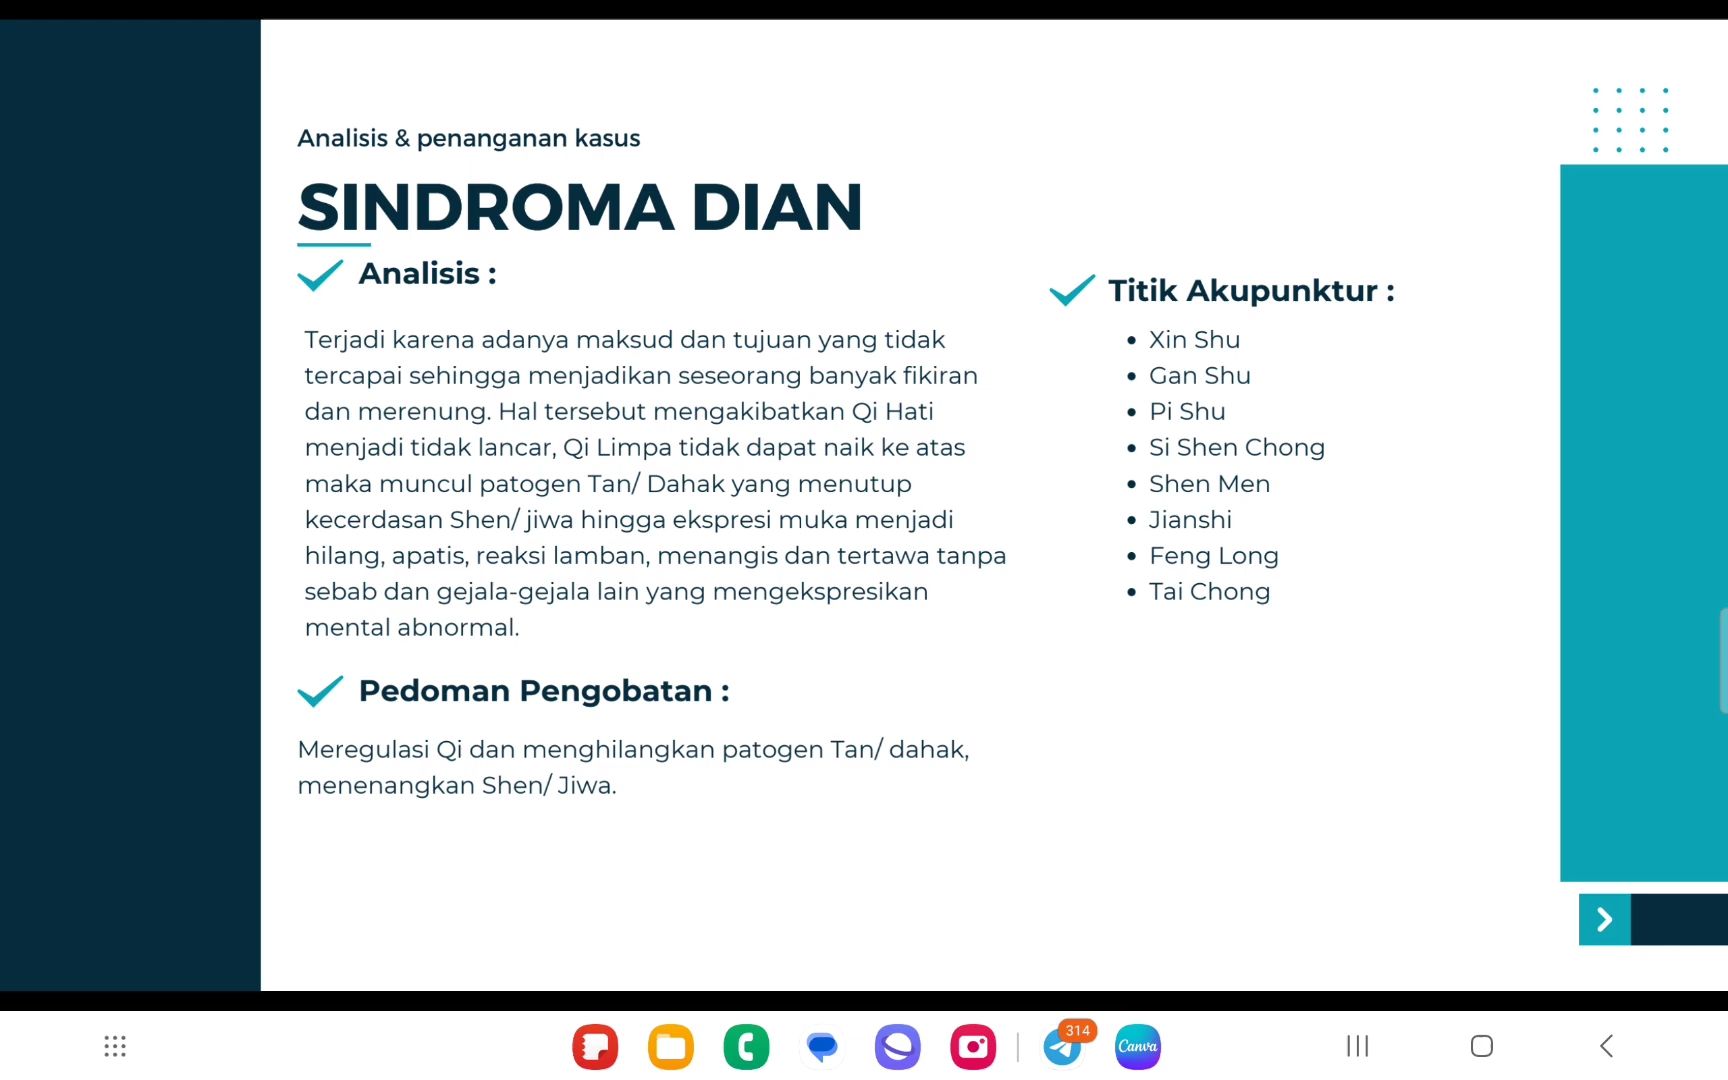 Analisis & penanganan kasus
SINDROMA DIAN
Analisis :
Terjadi karena adanya maksud dan tujuan yang tidak
tercapai sehingga menjadikan seseorang banyak fikiran
dan merenung. Hal tersebut mengakibatkan Qi Hati
menjadi tidak lancar, Qi Limpa tidak dapat naik ke atas
maka muncul patogen Tan/ Dahak yang menutup
kecerdasan Shen/ jiwa hingga ekspresi muka menjadi
hilang, apatis, reaksi lamban, menangis dan tertawa tanpa
sebab dan gejala-gejala lain yang mengekspresikan
mental abnormal.
Pedoman Pengobatan :
Meregulasi Qi dan menghilangkan patogen Tan/ dahak,
menenangkan Shen/ Jiwa.
Titik Akupunktur :
Xin Shu
Gan Shu
Pi Shu
Si Shen Chong
Shen Men
Jianshi
Feng Long
Tai Chong
314
Canva